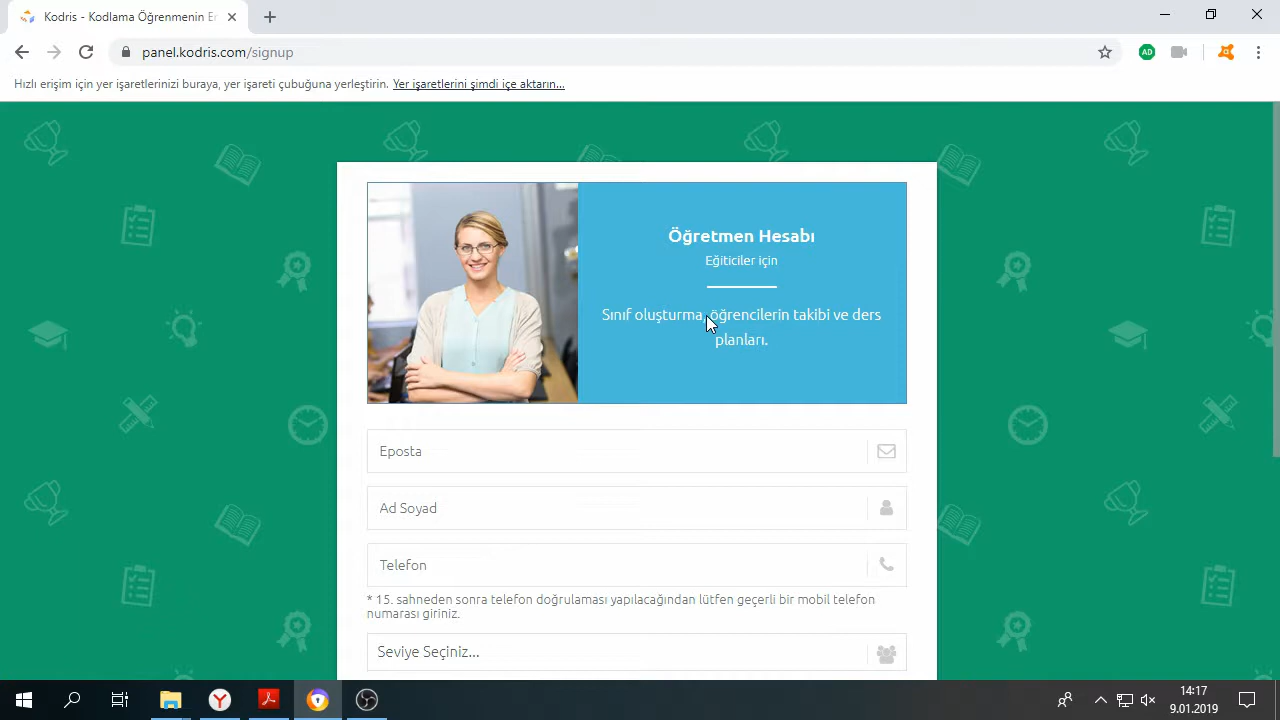 Kodris - Kodlama Öğrenmenin Er
panel.kodris.com/signup
AD
Hızlı erişim için yer işaretlerinizi buraya, yer işareti çubuğuna yerleştirin. Yer işaretlerini şimdi içe aktarın...
Öğretmen Hesabı
Eğiticiler için
Sınıf oluşturma, öğrencilerin takibi ve ders
planları.
Eposta
Ad Soyad
Telefon
* 15. sahneden sonra telefon doğrulaması yapılacağından lütfen geçerli bir mobil telefon
numarası giriniz.
Seviye Seçiniz...
14:17
9.01.2019